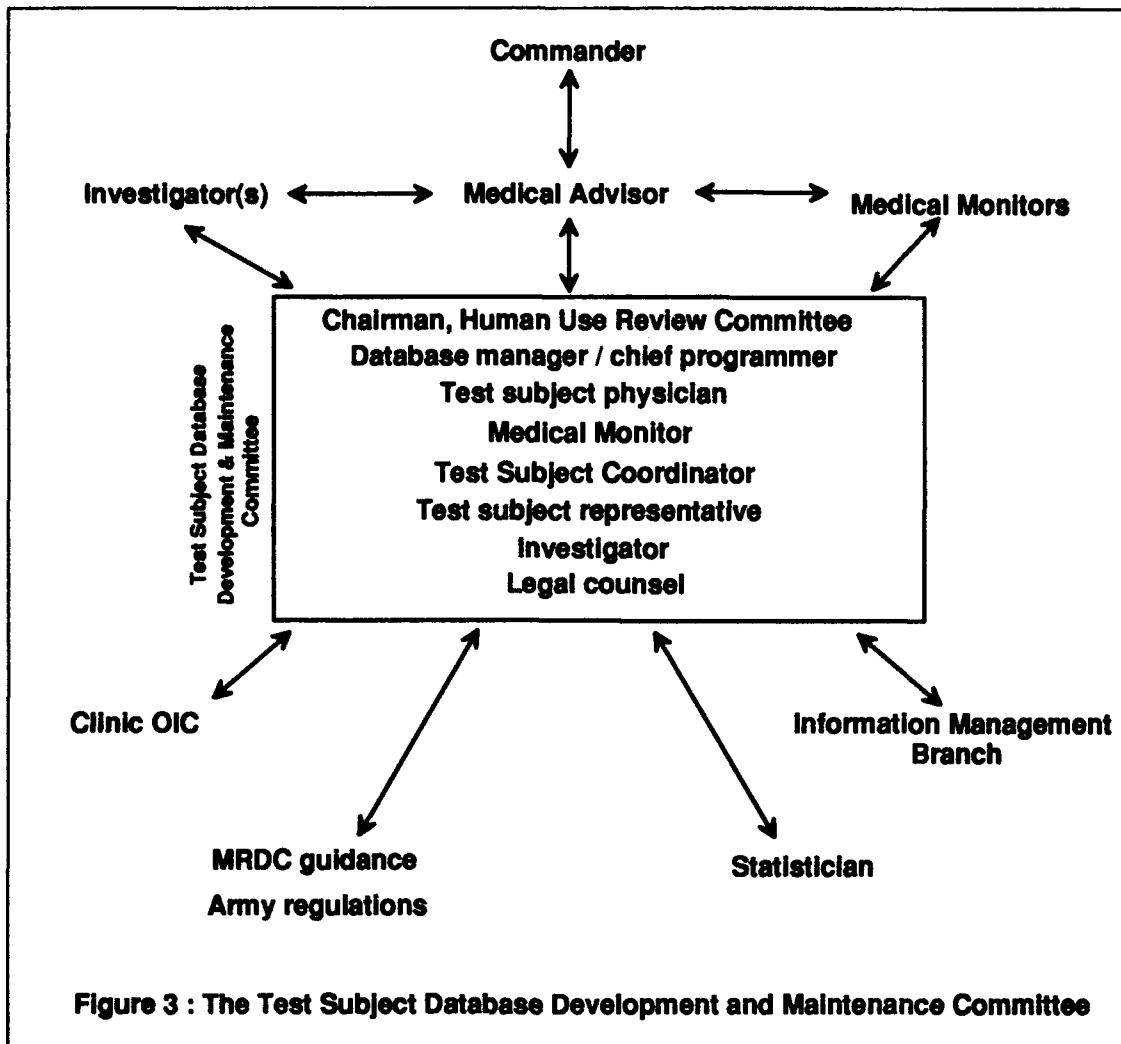 Commander
Investigator(s)
Medical Advisor
Medical Monitors
Test Subject Database
Development & Maintenance
Committee
Chairman, Human Use Review Committee
Database manager / chief programmer
Test subject physician
Medical Monitor
Test Subject Coordinator
Test subject representative
Investigator
Legal counsel
Clinic OIC
Information Management
Branch
MRDC guidance
Army regulations
Statistician
Figure 3 : The Test Subject Database Development and Maintenance Committee